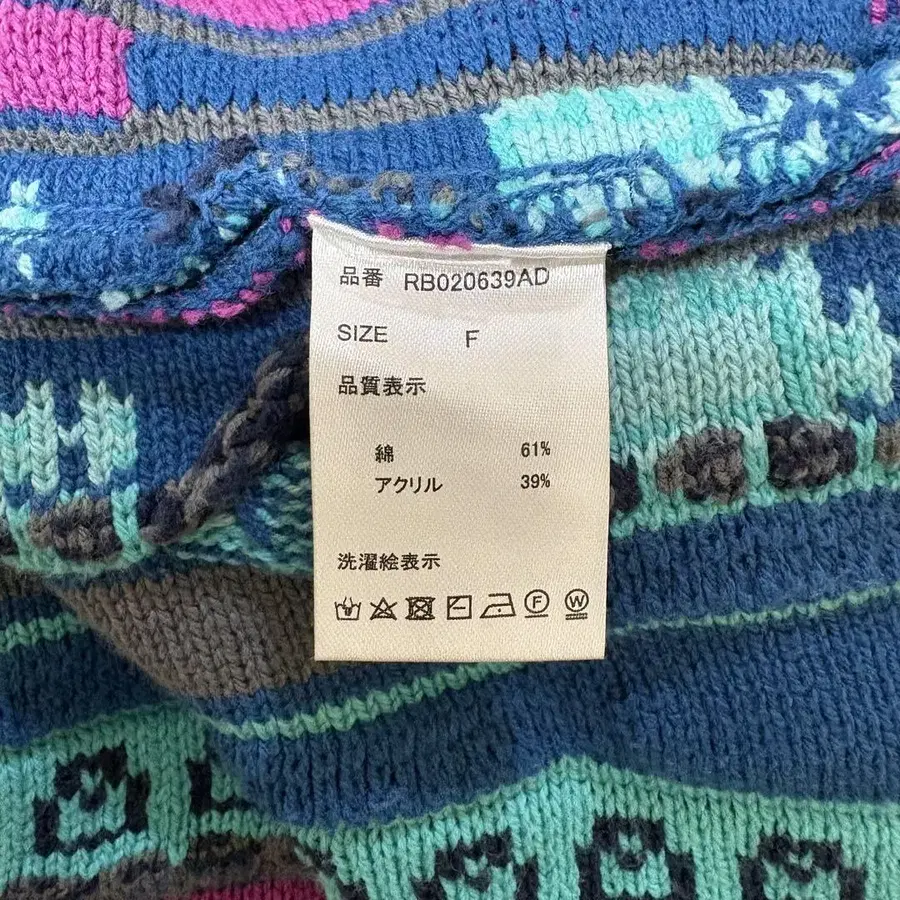 品番 RB020639AD
SIZE F
品質表示
綿 61%
アクリル 39%
洗濯絵表示
F W